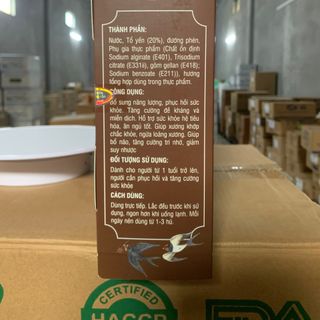 THÀNH PHẦN:
Nước, Tổ yến (20%), đường phèn,
Phụ gia thực phẩm (Chất ổn định
Sodium alginate (E401), Trisodium
citrate (E331iii), gôm gellan (E418);
Sodium benzoate (E211)), hương
tổng hợp dùng trong thực phẩm.
CÔNG DỤNG:
Bổ sung năng lượng, phục hồi sức
khỏe. Tăng cường đề kháng và
miễn dịch. Hỗ trợ sức khỏe hệ tiêu
hóa, ăn ngủ tốt. Giúp xương khớp
chắc khỏe, ngừa loãng xương. Giúp
bổ não, tăng cường trí nhớ, giảm
suy nhược
ĐỐI TƯỢNG SỬ DỤNG:
Dành cho người từ 1 tuổi trở lên,
người cần phục hồi và tăng cường
sức khỏe
CÁCH DÙNG:
Dùng trực tiếp. Lắc đều trước khi sử
dụng, ngon hơn khi uống lạnh. Mỗi
ngày nên dùng từ 1-3 hũ.
CERTIFIED
HACCP
FDA